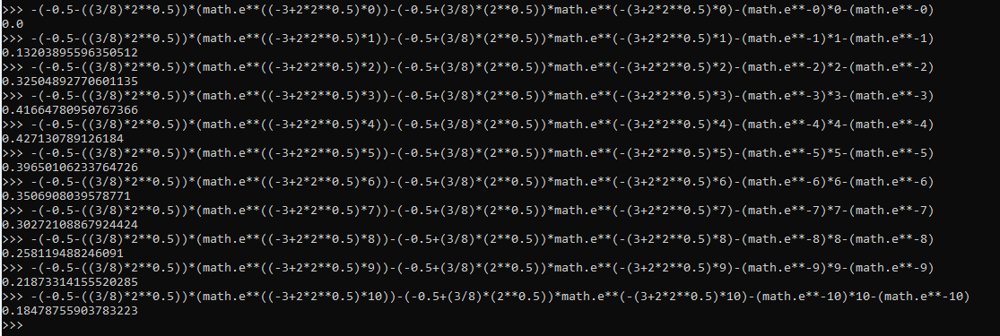 >>> -(-0.5-((3/8)*2**0.5))*(math.e**((-3+2*2**0.5)*0))-(-0.5+(3/8)*(2**0.5))*math.e**(-(3+2*2**0.5)*0)-(math.e**-0)*0-(math.e**-0)
0.0
>>> -(-0.5-((3/8)*2**0.5))*(math.e**((-3+2*2**0.5)*1))-(-0.5+(3/8)*(2**0.5))*math.e**(-(3+2*2**0.5)*1)-(math.e**-1)*1-(math.e**-1)
0.13203895596350512
>>> -(-0.5-((3/8)*2**0.5))*(math.e**((-3+2*2**0.5)*2))-(-0.5+(3/8)*(2**0.5))*math.e**(-(3+2*2**0.5)*2)-(math.e**-2)*2-(math.e**-2)
0.32504892770601135
>>> -(-0.5-((3/8)*2**0.5))*(math.e**((-3+2*2**0.5)*3))-(-0.5+(3/8)*(2**0.5))*math.e**(-(3+2*2**0.5)*3)-(math.e**-3)*3-(math.e**-3)
0.41664780950767366
>>> -(-0.5-((3/8)*2**0.5))*(math.e**((-3+2*2**0.5)*4))-(-0.5+(3/8)*(2**0.5))*math.e**(-(3+2*2**0.5)*4)-(math.e**-4)*4-(math.e**-4)
0.427130789126184
>>> -(-0.5-((3/8)*2**0.5))*(math.e**((-3+2*2**0.5)*5))-(-0.5+(3/8)*(2**0.5))*math.e**(-(3+2*2**0.5)*5)-(math.e**-5)*5-(math.e**-5)
0.39650106233764726
>>> -(-0.5-((3/8)*2**0.5))*(math.e**((-3+2*2**0.5)*6))-(-0.5+(3/8)*(2**0.5))*math.e**(-(3+2*2**0.5)*6)-(math.e**-6)*6-(math.e**-6)
0.3506908039578771
>>> -(-0.5-((3/8)*2**0.5))*(math.e**((-3+2*2**0.5)*7))-(-0.5+(3/8)*(2**0.5))*math.e**(-(3+2*2**0.5)*7)-(math.e**-7)*7-(math.e**-7)
0.30272108867924424
>>> -(-0.5-((3/8)*2**0.5))*(math.e**((-3+2*2**0.5)*8))-(-0.5+(3/8)*(2**0.5))*math.e**(-(3+2*2**0.5)*8)-(math.e**-8)*8-(math.e**-8)
0.258119488246091
>>> -(-0.5-((3/8)*2**0.5))*(math.e**((-3+2*2**0.5)*9))-(-0.5+(3/8)*(2**0.5))*math.e**(-(3+2*2**0.5)*9)-(math.e**-9)*9-(math.e**-9)
0.21873314155520285
>>> -(-0.5-((3/8)*2**0.5))*(math.e**((-3+2*2**0.5)*10))-(-0.5+(3/8)*(2**0.5))*math.e**(-(3+2*2**0.5)*10)-(math.e**-10)*10-(math.e**-10)
0.18478755903783223
>>>